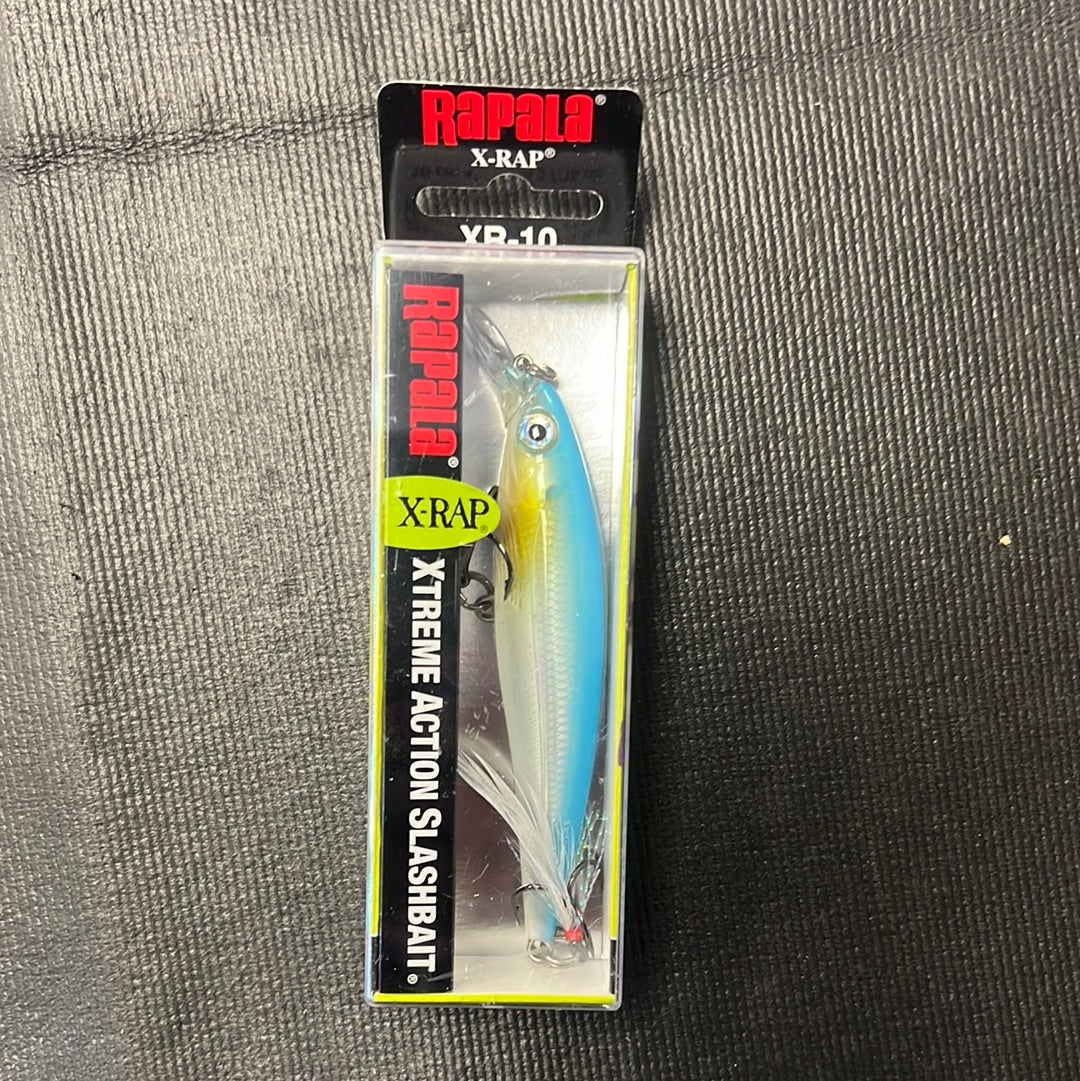 RAPALA®
X-RAP®
XR-10
RAPALA®
X-RAP®
XTREME ACTION SLASHBAIT®